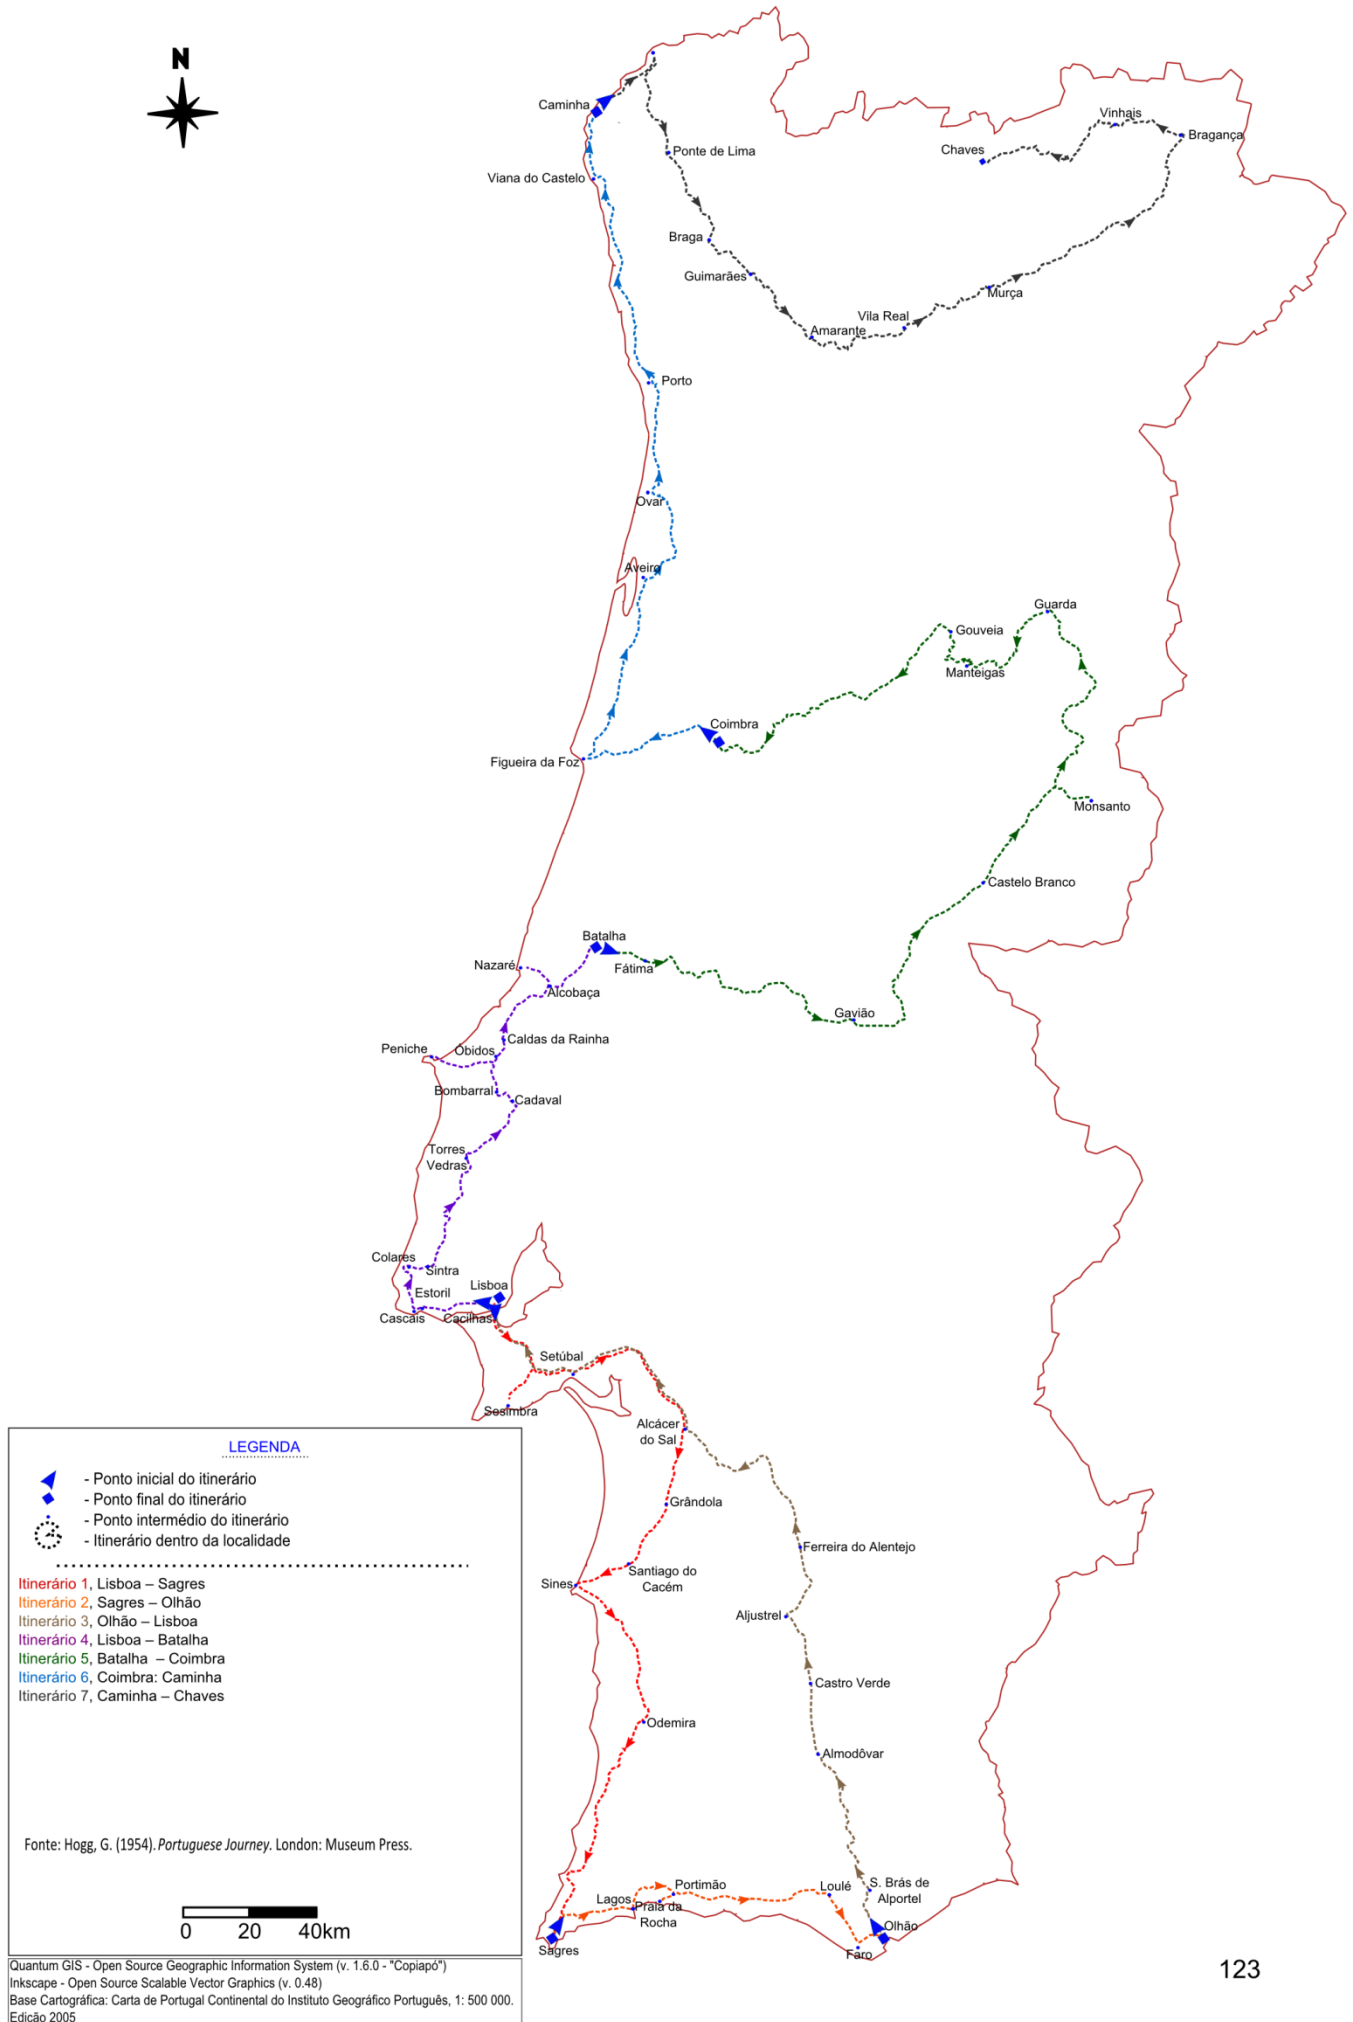 N
Caminha
Vinhais
Bragança
Chaves
Ponte de Lima
Viana do Castelo
Braga
Guimarães
Murça
Vila Real
Amarante
Porto
Ovar
Aveiro
Guarda
Gouveia
Manteigas
Coimbra
Figueira da Foz
Monsanto
Castelo Branco
Batalha
Nazaré
Fátima
Alcobaça
Gavião
Caldas da Rainha
Peniche
Óbidos
Bombarral
Cadaval
Torres
Vedras
Colares
Sintra
Lisboa
Estoril
Cascais
Cacilhas
Setúbal
Sesimbra
Alcácer
do Sal
Grândola
Ferreira do Alentejo
Santiago do
Cacém
Sines
Aljustrel
Castro Verde
Odemira
Almodôvar
Portimão
Loulé
S. Brás de
Alportel
Lagos
Praia da
Rocha
Olhão
Sagres
Faro
LEGENDA
- Ponto inicial do itinerário
- Ponto final do itinerário
- Ponto intermédio do itinerário
- Itinerário dentro da localidade
Itinerário 1, Lisboa – Sagres
Itinerário 2, Sagres – Olhão
Itinerário 3, Olhão – Lisboa
Itinerário 4, Lisboa – Batalha
Itinerário 5, Batalha – Coimbra
Itinerário 6, Coimbra: Caminha
Itinerário 7, Caminha – Chaves
Fonte: Hogg, G. (1954). Portuguese Journey. London: Museum Press.
0 20 40km
Quantum GIS - Open Source Geographic Information System (v. 1.6.0 - "Copiapó")
Inkscape - Open Source Scalable Vector Graphics (v. 0.48)
Base Cartográfica: Carta de Portugal Continental do Instituto Geográfico Português, 1: 500 000.
Edição 2005
123